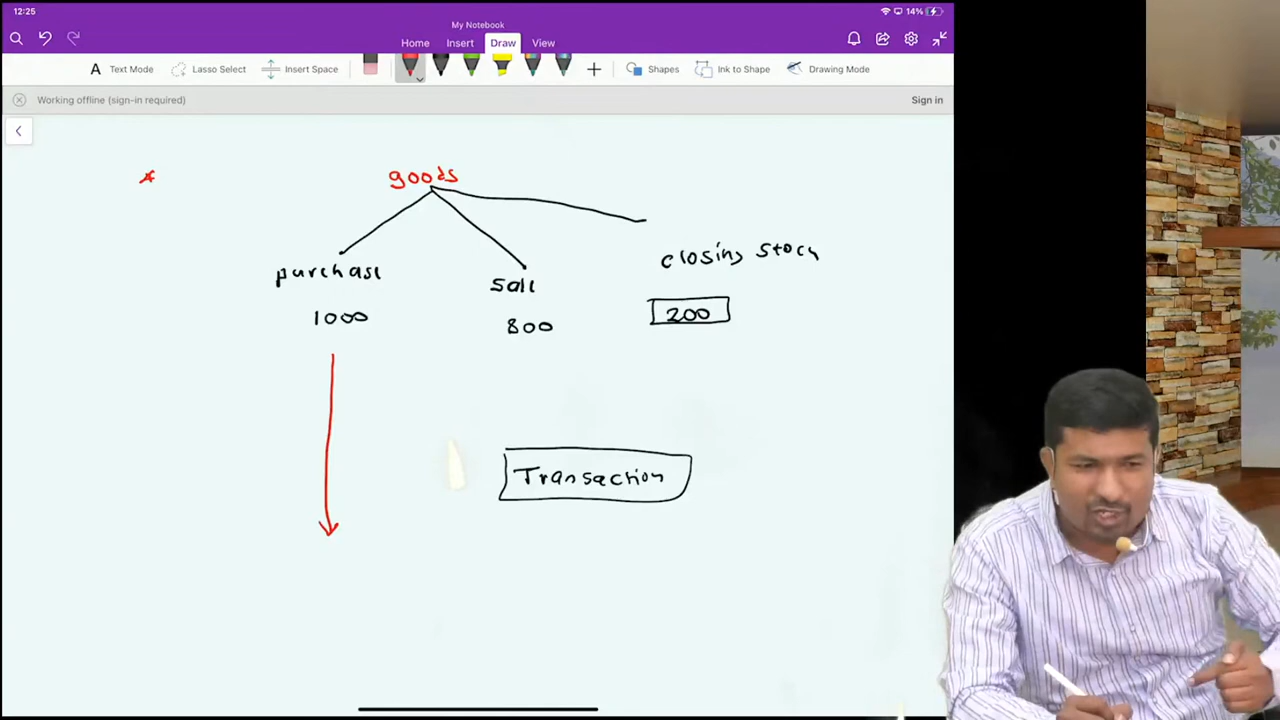 12:25
14%
My Notebook
Home Insert Draw View
Text Mode Lasso Select Insert Space Shapes Ink to Shape Drawing Mode
Working offline (sign-in required) Sign in
goods
purchase sale closing stock
1000 800 200
Transaction